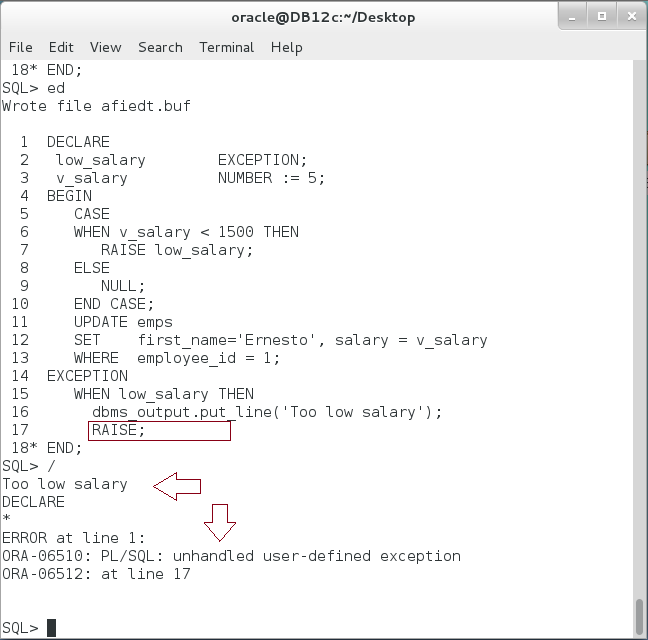 oracle@DB12c:~/Desktop
File Edit View Search Terminal Help
 18* END;
SQL> ed
Wrote file afiedt.buf

  1  DECLARE
  2   low_salary        EXCEPTION;
  3   v_salary          NUMBER := 5;
  4  BEGIN
  5     CASE
  6     WHEN v_salary < 1500 THEN
  7        RAISE low_salary;
  8     ELSE
  9        NULL;
 10     END CASE;
 11     UPDATE emps
 12     SET    first_name='Ernesto', salary = v_salary
 13     WHERE  employee_id = 1;
 14  EXCEPTION
 15     WHEN low_salary THEN
 16       dbms_output.put_line('Too low salary');
 17       RAISE;
 18* END;
SQL> /
Too low salary
DECLARE
*
ERROR at line 1:
ORA-06510: PL/SQL: unhandled user-defined exception
ORA-06512: at line 17


SQL>